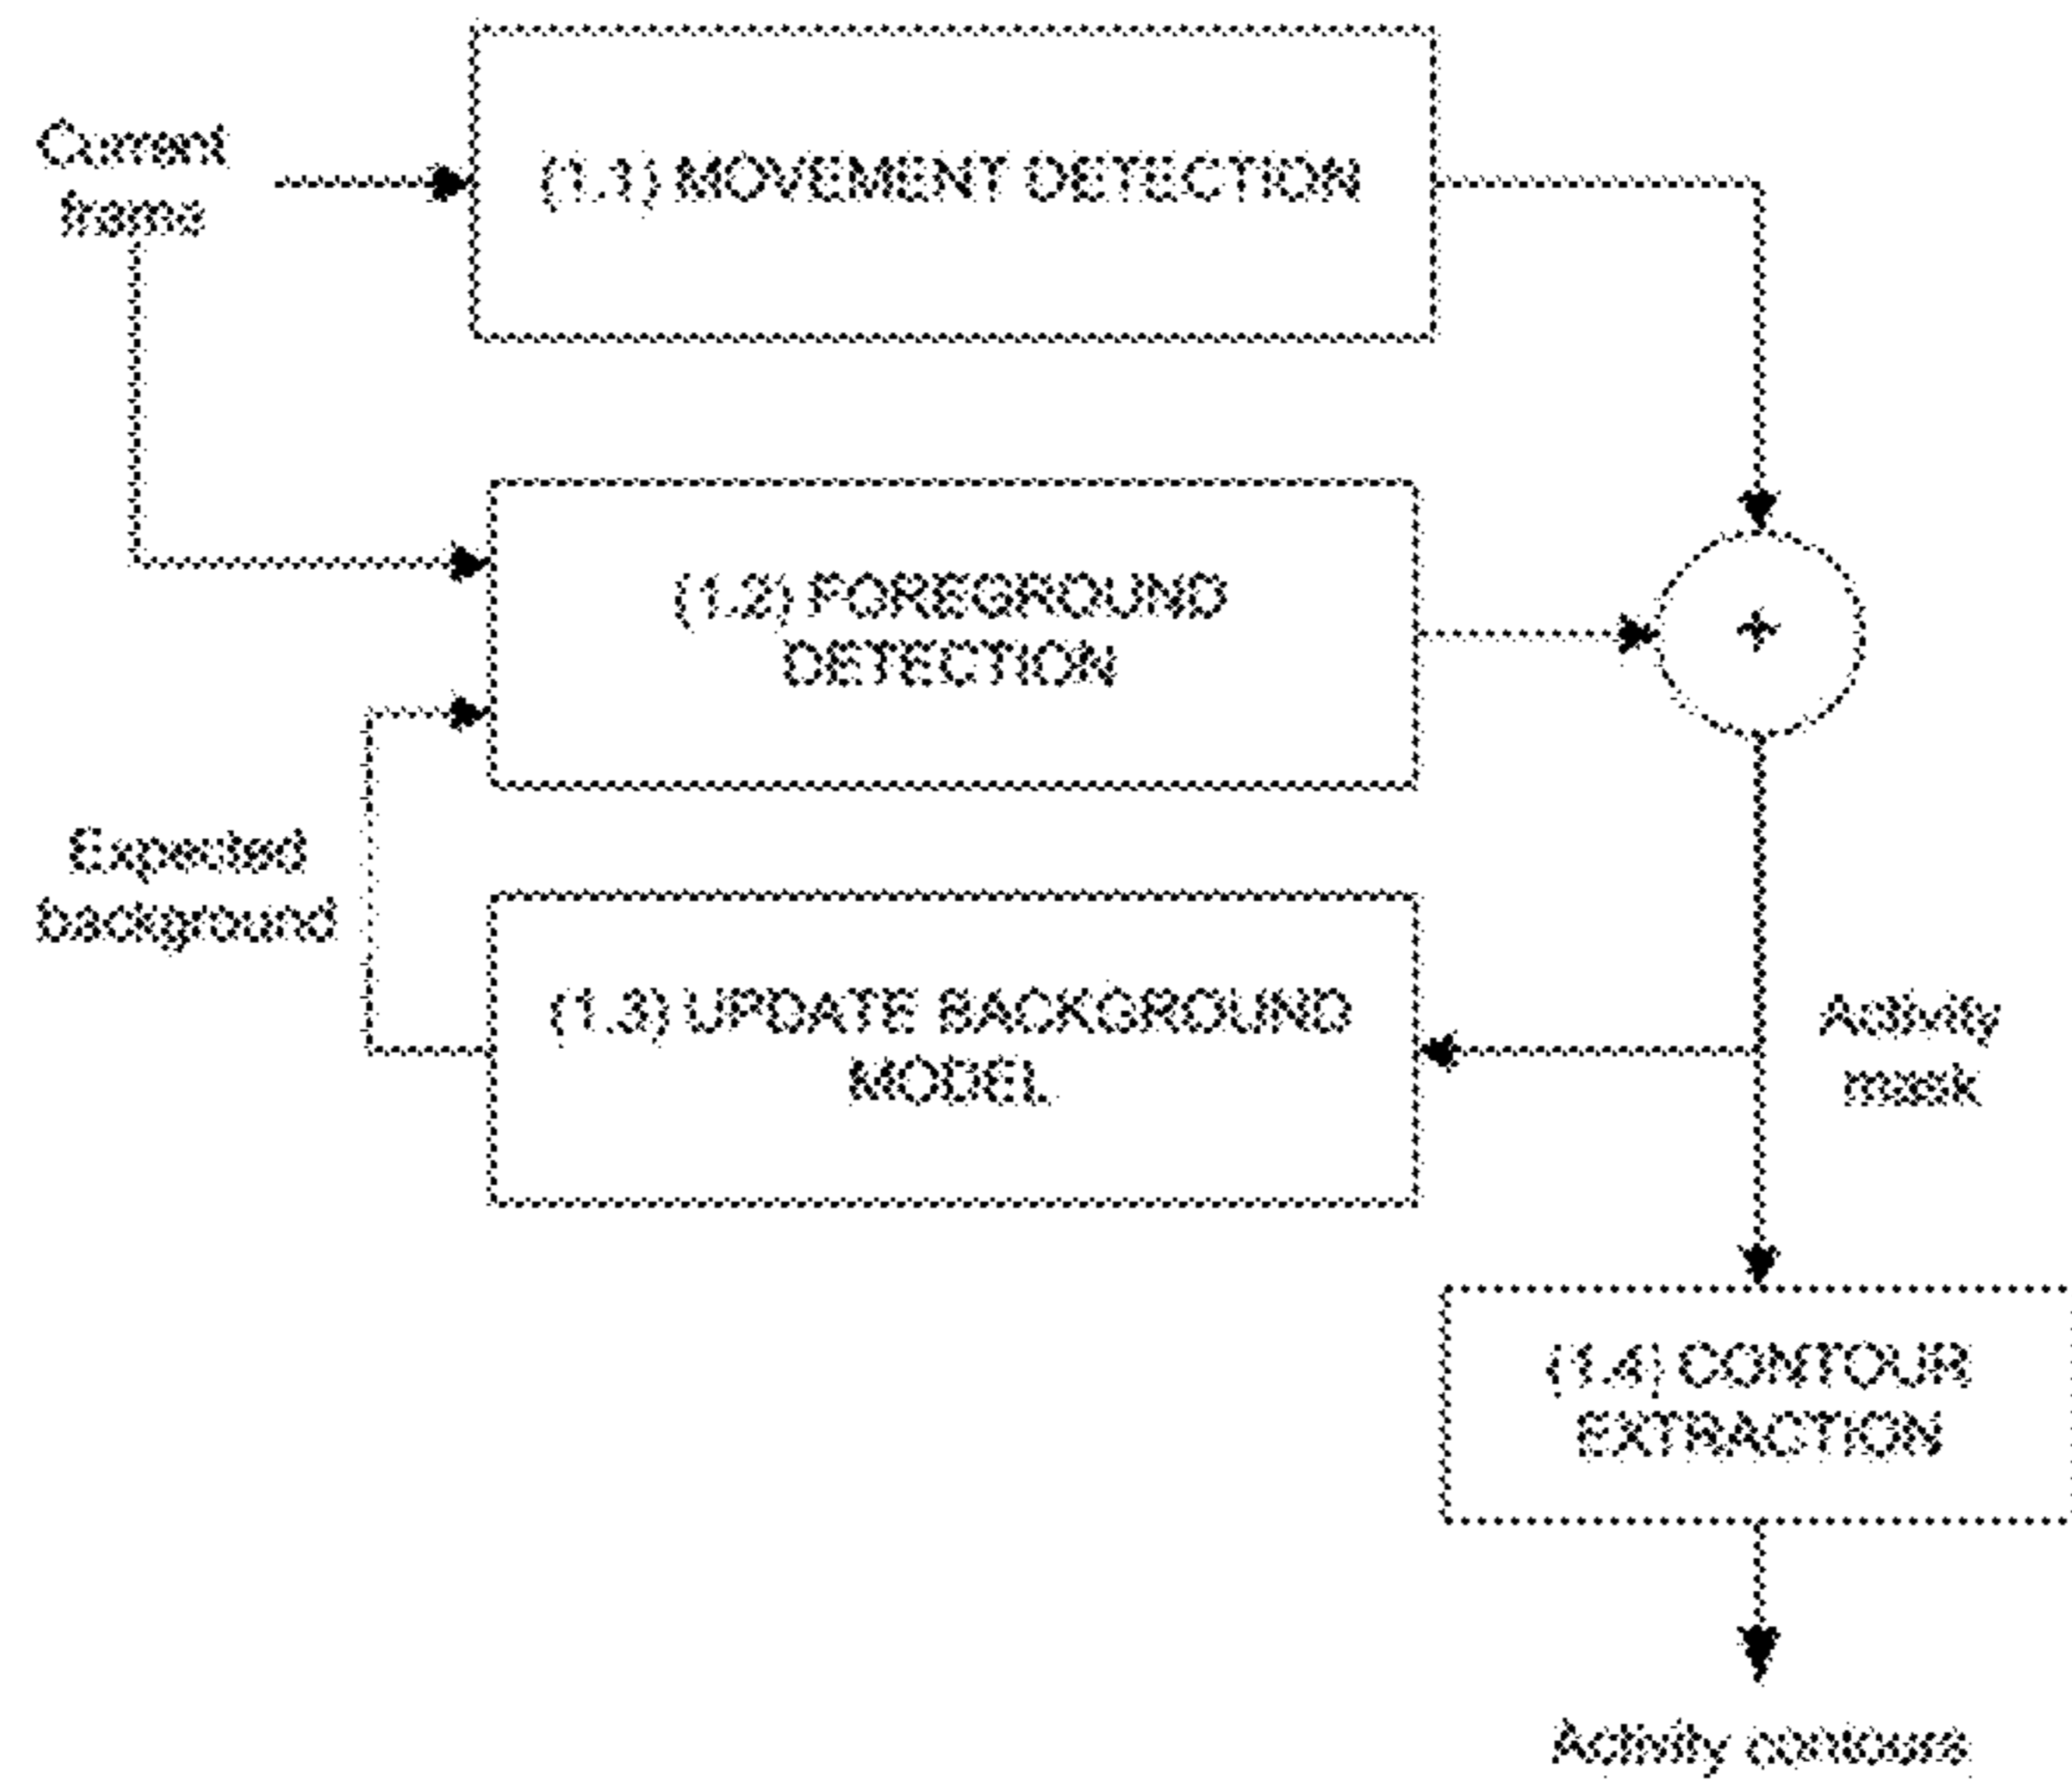 Current
frame
(1.1) MOVEMENT DETECTION
(1.2) FOREGROUND
DETECTION
+
Expected
background
(1.3) UPDATE BACKGROUND
MODEL
Activity
mask
(1.4) CONTOUR
EXTRACTION
Activity contours